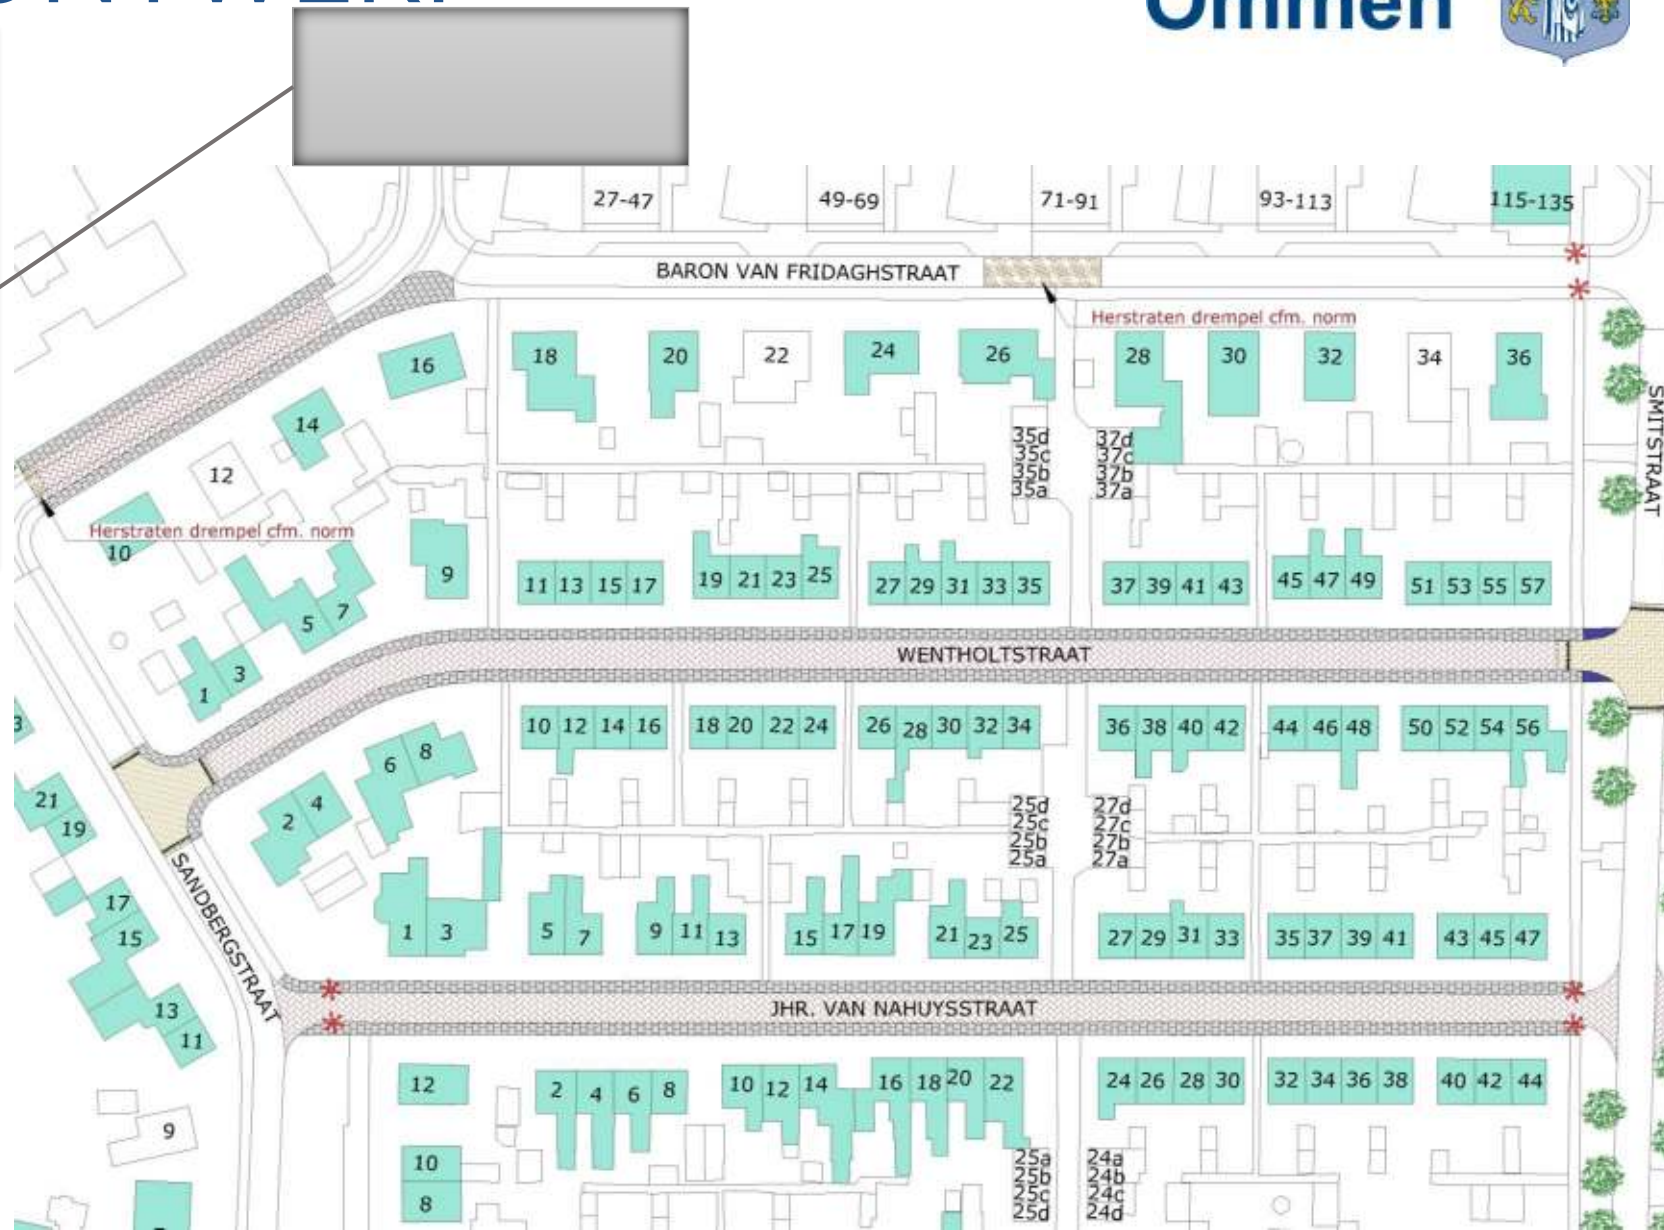 Ommen
27-47 49-69 71-91 93-113 115-135
BARON VAN FRIDAGHSTRAAT
Herstraten drempel cfm. norm
16 18 20 22 24 26 28 30 32 34 36
14
12
10
Herstraten drempel cfm. norm
SMITSTRAAT
35d 37d
35c 37c
35b 37b
35a 37a
1 3 5 7 9 11 13 15 17 19 21 23 25 27 29 31 33 35 37 39 41 43 45 47 49 51 53 55 57
WENTHOLTSTRAAT
2 4 6 8 10 12 14 16 18 20 22 24 26 28 30 32 34 36 38 40 42 44 46 48 50 52 54 56
25d 27d
25c 27c
25b 27b
25a 27a
21
19
17
15
13
11
SANDBERGSTRAAT
1 3 5 7 9 11 13 15 17 19 21 23 25 27 29 31 33 35 37 39 41 43 45 47
JHR. VAN NAHUYSSTRAAT
12 2 4 6 8 10 12 14 16 18 20 22 24 26 28 30 32 34 36 38 40 42 44
9
10
8
25a 24a
25b 24b
25c 24c
25d 24d